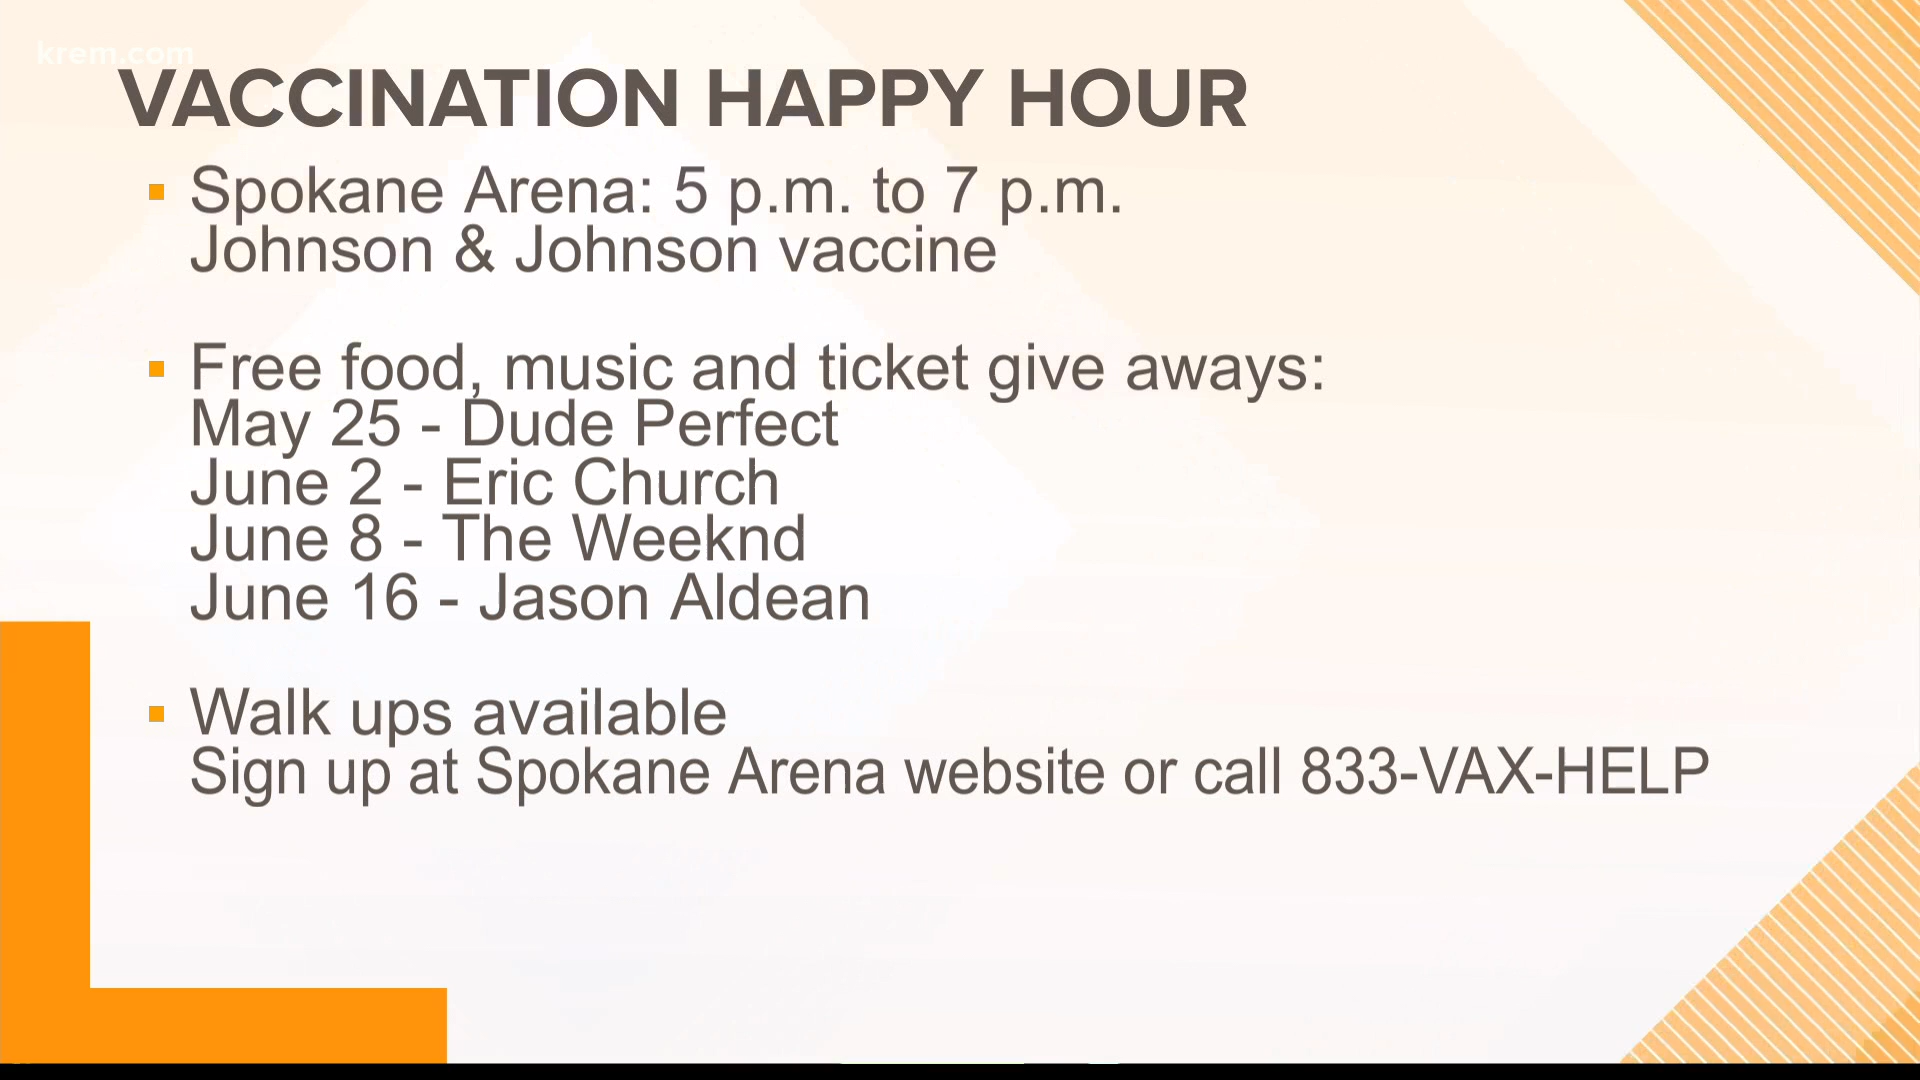 krem.com
VACCINATION HAPPY HOUR
Spokane Arena: 5 p.m. to 7 p.m.
Johnson & Johnson vaccine
Free food, music and ticket give aways:
May 25 - Dude Perfect
June 2 - Eric Church
June 8 - The Weeknd
June 16 - Jason Aldean
Walk ups available
Sign up at Spokane Arena website or call 833-VAX-HELP